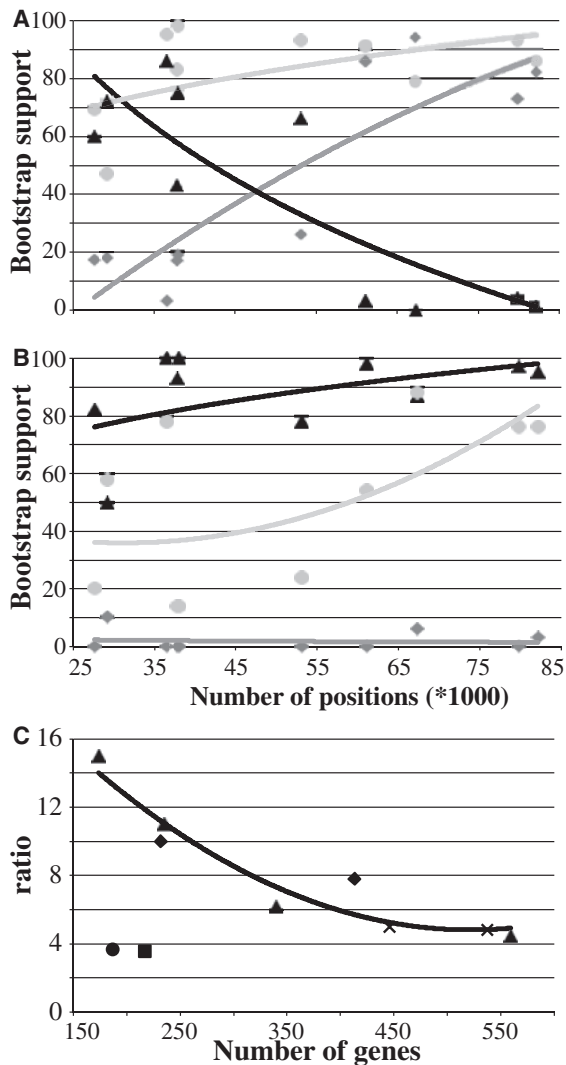 A
Bootstrap support
100
80
60
40
20
0
B
Bootstrap support
100
80
60
40
20
0
25 35 45 55 65 75 85
Number of positions (*1000)
C
ratio
16
12
8
4
0
150 250 350 450 550
Number of genes